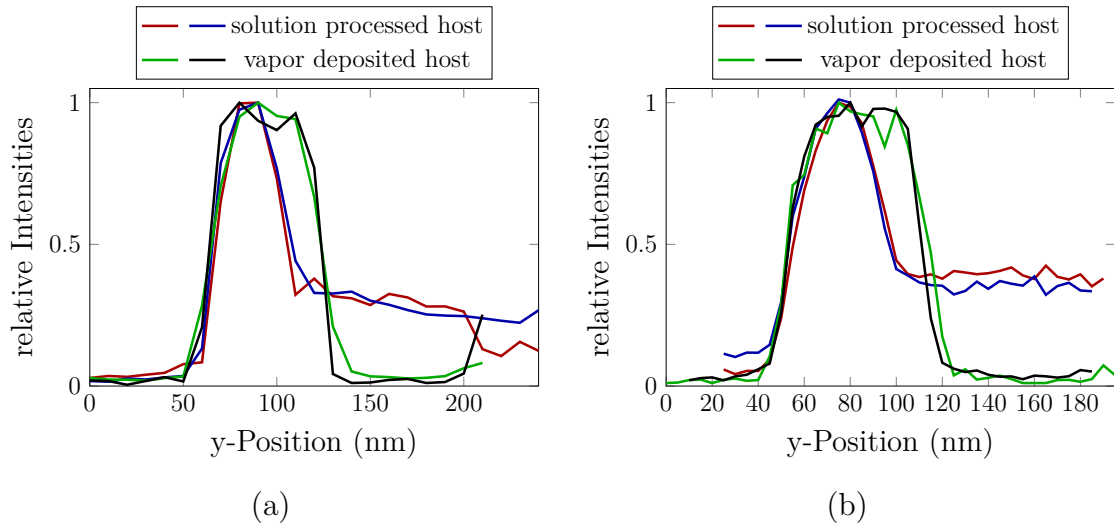 solution processed host
vapor deposited host
1
0.5
0
relative Intensities
0 50 100 150 200
y-Position (nm)
(a)
solution processed host
vapor deposited host
1
0.5
0
relative Intensities
0 20 40 60 80 100 120 140 160 180
y-Position (nm)
(b)